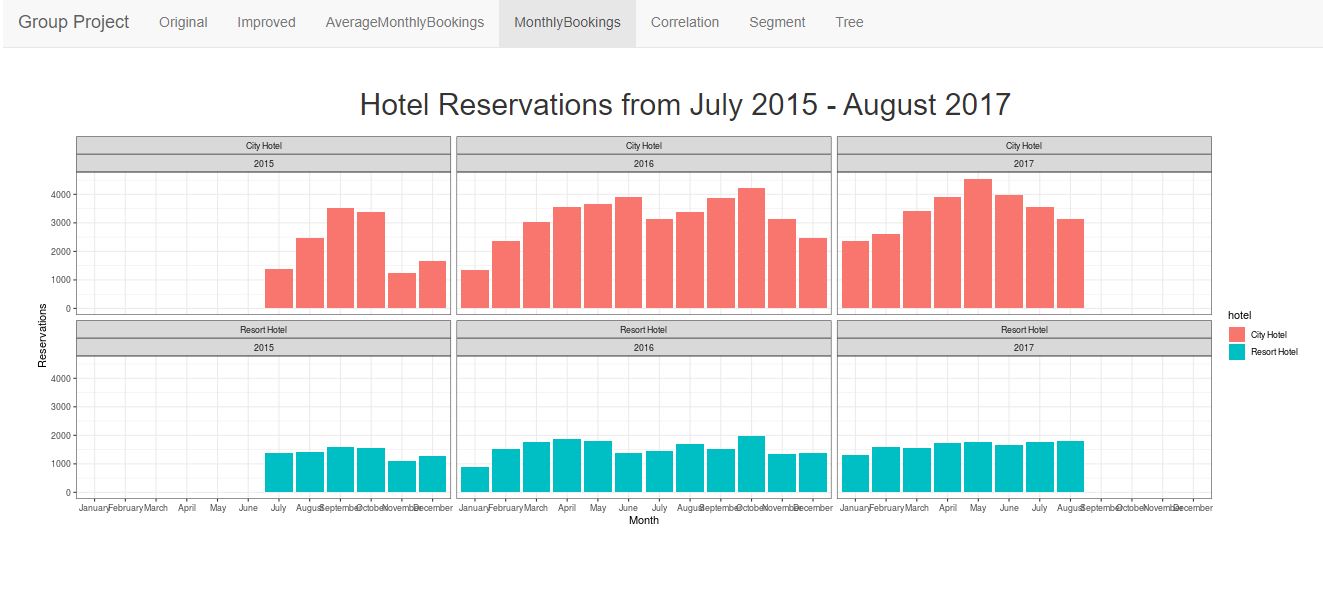 Group Project Original Improved AverageMonthlyBookings MonthlyBookings Correlation Segment Tree
Hotel Reservations from July 2015 - August 2017
City Hotel City Hotel City Hotel
2015 2016 2017
4000
3000
2000
1000
0
Resort Hotel Resort Hotel Resort Hotel
2015 2016 2017
4000
3000
2000
1000
0
Reservations
January February March April May June July August September October November December January February March April May June July August September October November December January February March April May June July August September October November December
Month
hotel
City Hotel
Resort Hotel